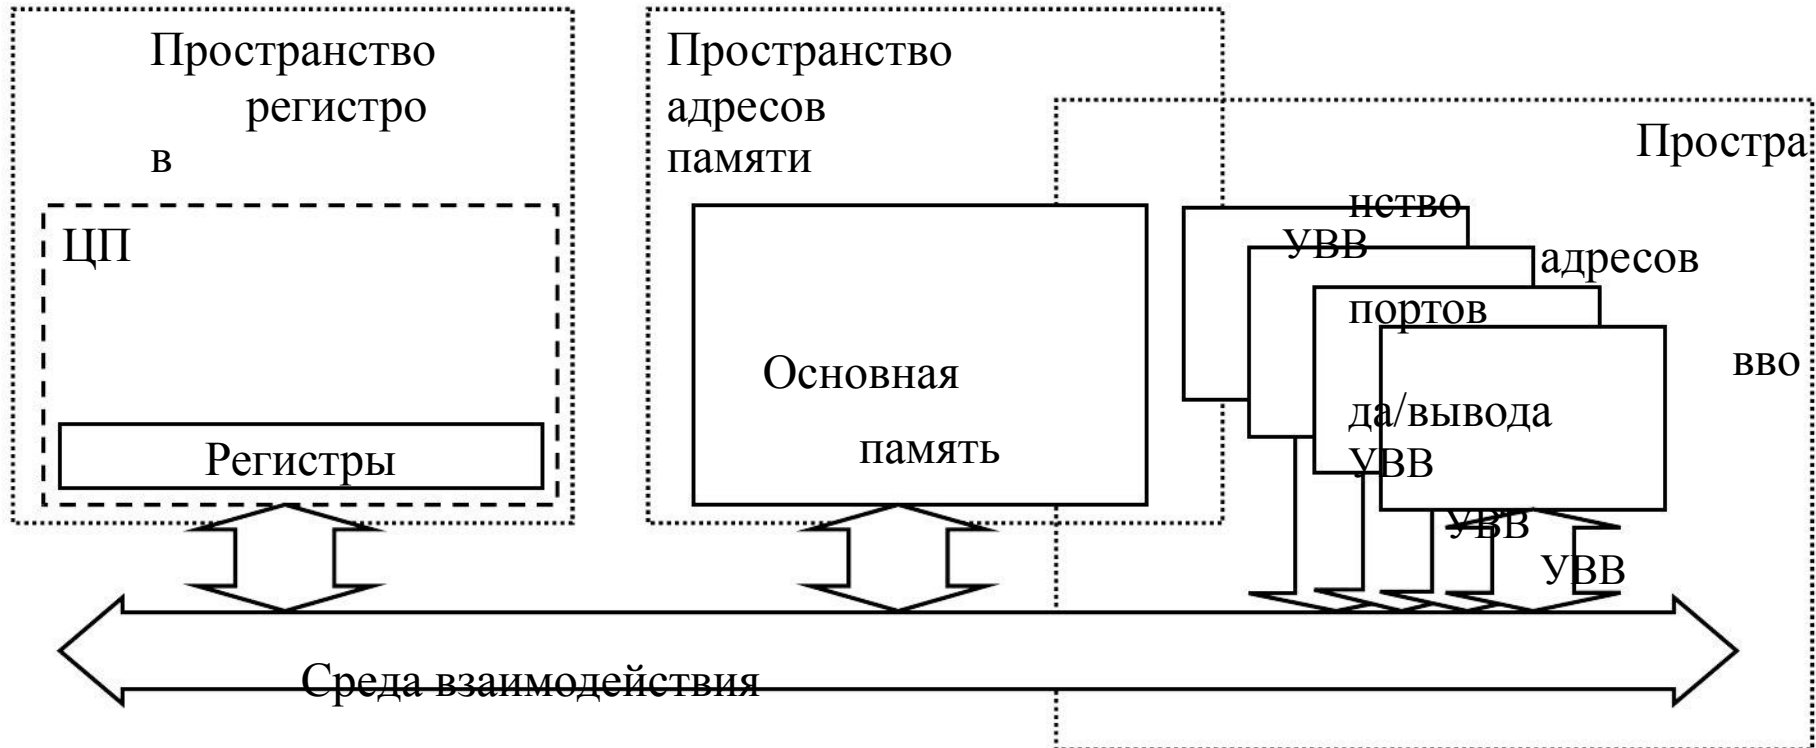 Пространство
регистро
в
ЦП
Регистры
Пространство
адресов
памяти
Основная
память
Простра
нство
УВВ
адресов
портов
вво
да/вывода
УВВ
УВВ
УВВ
Среда взаимодействия